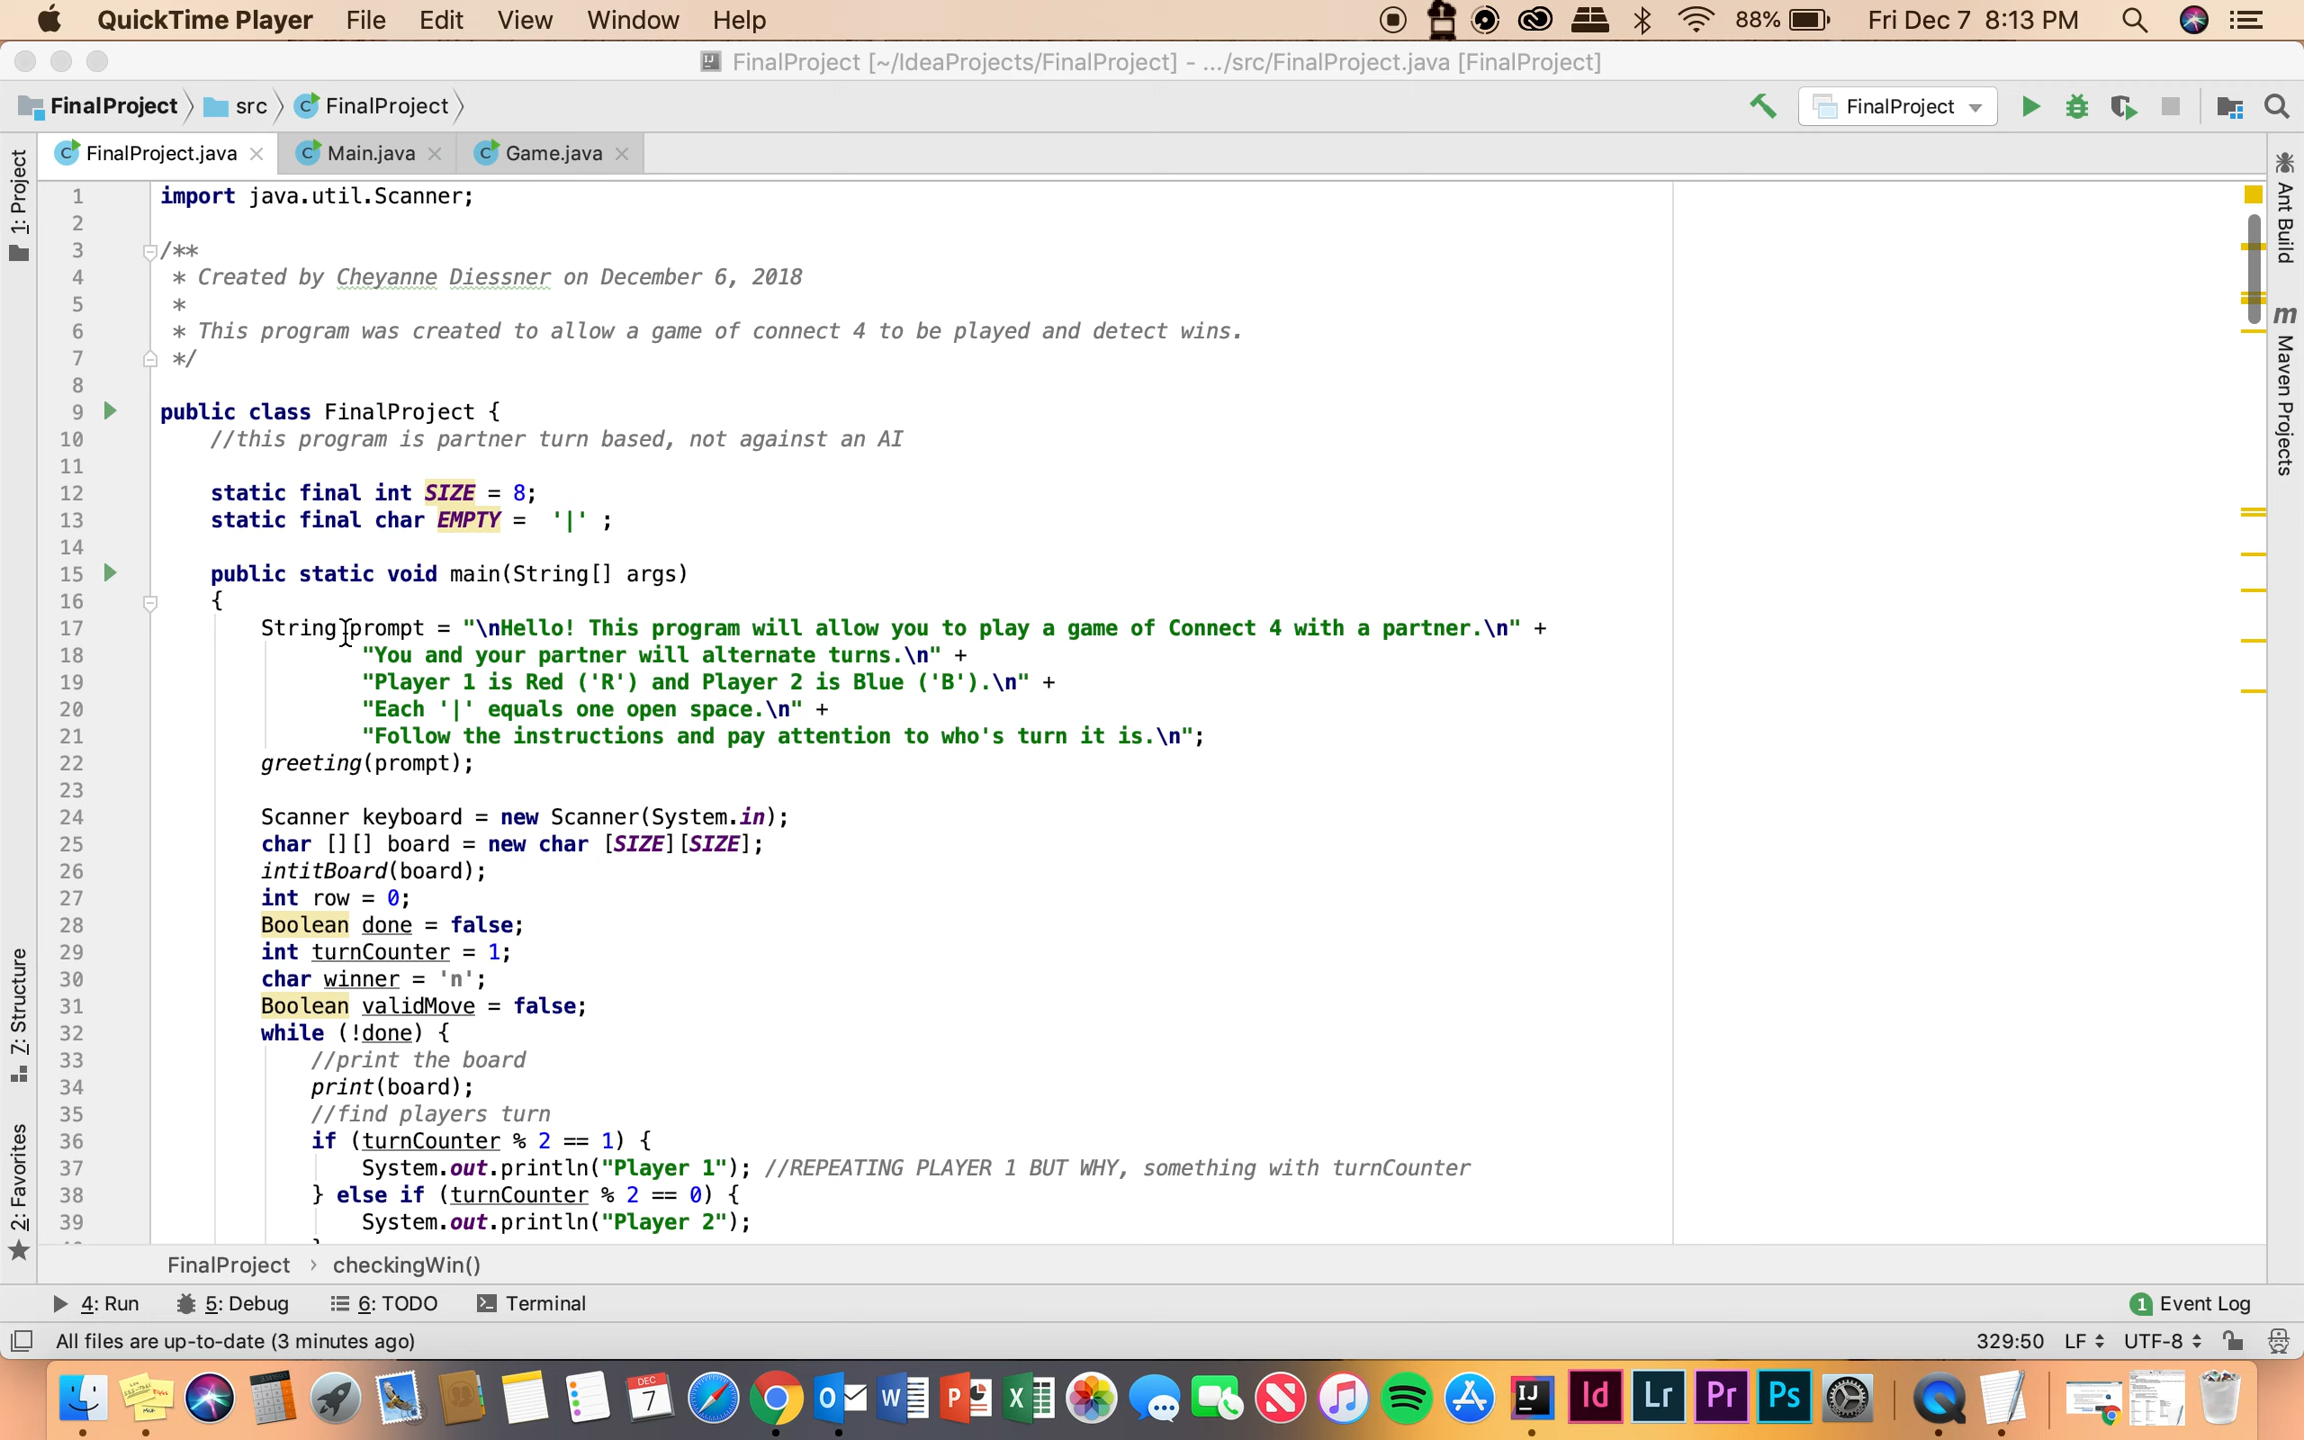 QuickTime Player File Edit View Window Help 88% Fri Dec 7 8:13 PM
FinalProject [~/IdeaProjects/FinalProject] - .../src/FinalProject.java [FinalProject]
FinalProject src FinalProject FinalProject
FinalProject.java Main.java Game.java
1: Project
7: Structure
2: Favorites
Ant Build
Maven Projects
1 import java.util.Scanner;
2
3 /**
4 * Created by Cheyanne Diessner on December 6, 2018
5 *
6 * This program was created to allow a game of connect 4 to be played and detect wins.
7 */
8
9 public class FinalProject {
10 //this program is partner turn based, not against an AI
11
12 static final int SIZE = 8;
13 static final char EMPTY = '|' ;
14
15 public static void main(String[] args)
16 {
17 String prompt = "\nHello! This program will allow you to play a game of Connect 4 with a partner.\n" +
18 "You and your partner will alternate turns.\n" +
19 "Player 1 is Red ('R') and Player 2 is Blue ('B').\n" +
20 "Each '|' equals one open space.\n" +
21 "Follow the instructions and pay attention to who's turn it is.\n";
22 greeting(prompt);
23
24 Scanner keyboard = new Scanner(System.in);
25 char [][] board = new char [SIZE][SIZE];
26 intitBoard(board);
27 int row = 0;
28 Boolean done = false;
29 int turnCounter = 1;
30 char winner = 'n';
31 Boolean validMove = false;
32 while (!done) {
33 //print the board
34 print(board);
35 //find players turn
36 if (turnCounter % 2 == 1) {
37 System.out.println("Player 1"); //REPEATING PLAYER 1 BUT WHY, something with turnCounter
38 } else if (turnCounter % 2 == 0) {
39 System.out.println("Player 2");
FinalProject › checkingWin()
4: Run 5: Debug 6: TODO Terminal 1 Event Log
All files are up-to-date (3 minutes ago) 329:50 LF UTF-8
DEC
7
IJ Id Lr Pr Ps